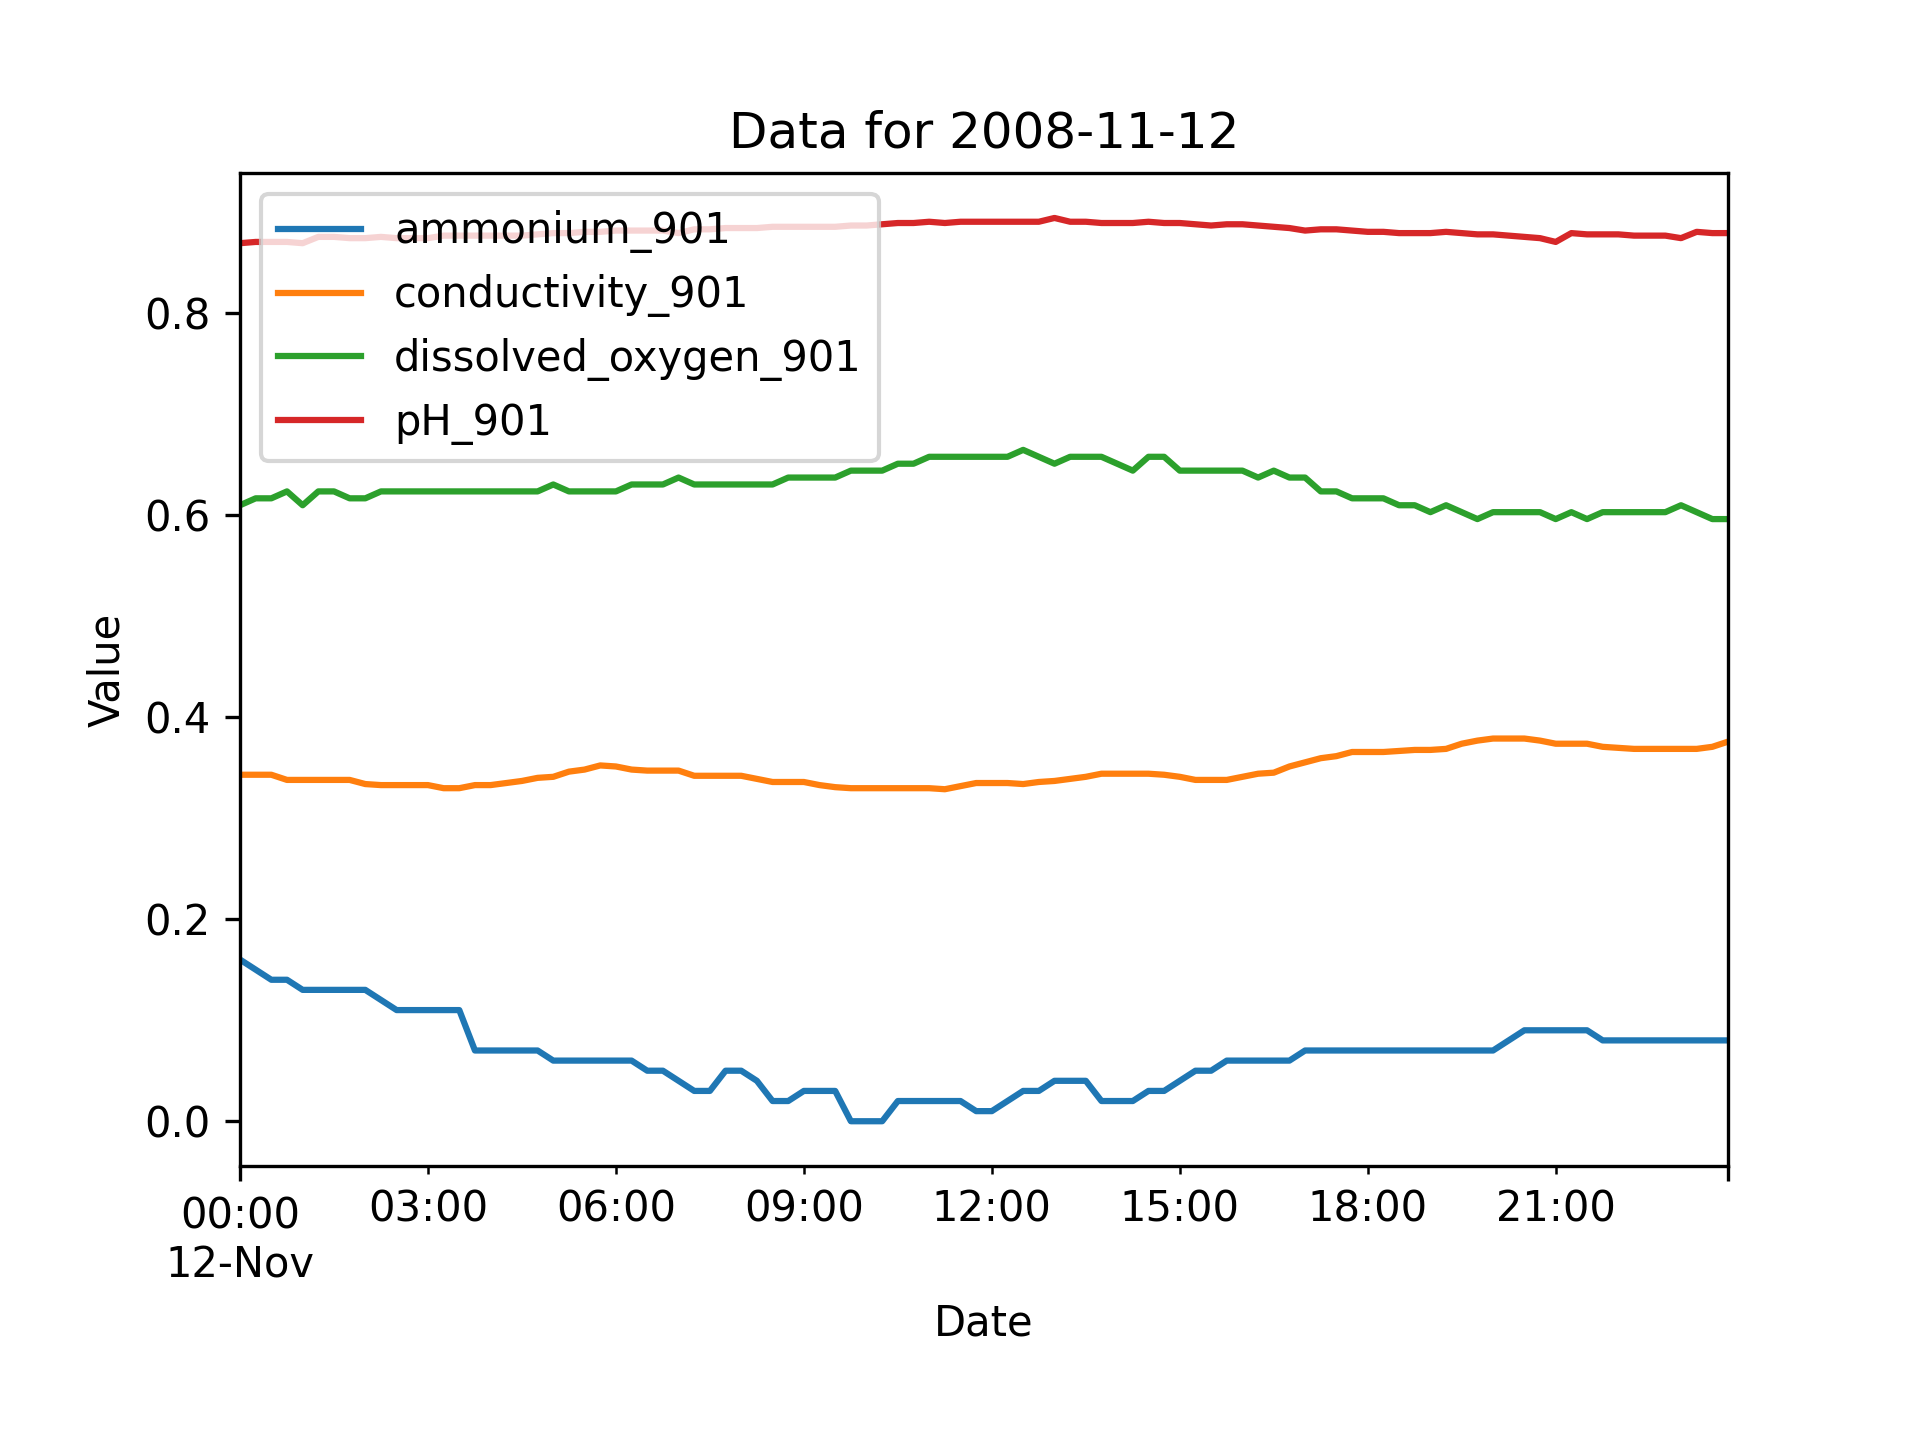 Data for 2008-11-12
ammonium_901
conductivity_901
dissolved_oxygen_901
pH_901
0.8
0.6
0.4
0.2
0.0
Value
00:00 03:00 06:00 09:00 12:00 15:00 18:00 21:00
12-Nov
Date